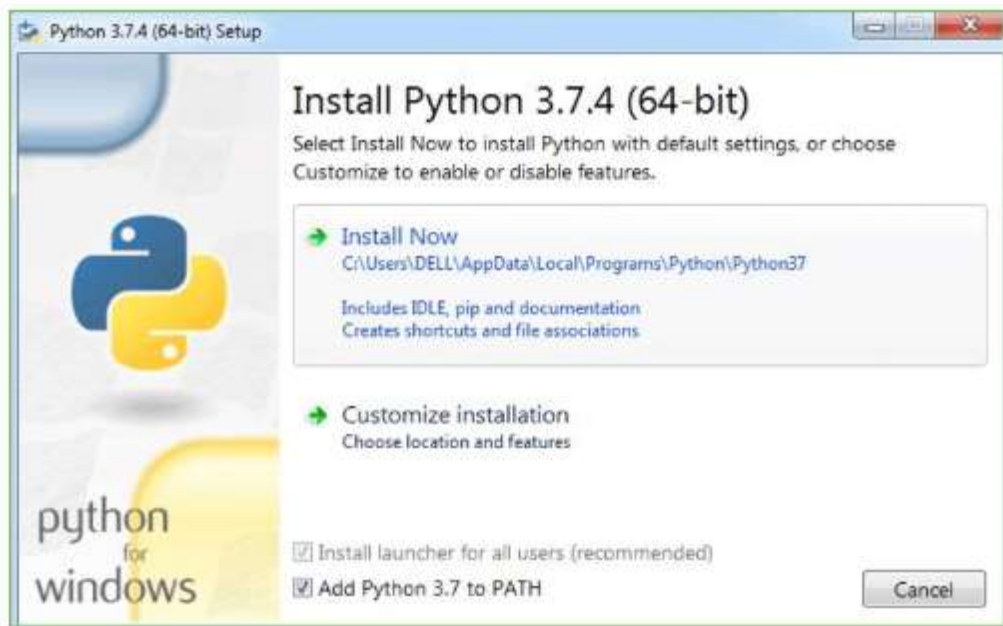 Python 3.7.4 (64-bit) Setup
Install Python 3.7.4 (64-bit)
Select Install Now to install Python with default settings, or choose
Customize to enable or disable features.
Install Now
C:\Users\DELL\AppData\Local\Programs\Python\Python37
Includes IDLE, pip and documentation
Creates shortcuts and file associations
Customize installation
Choose location and features
python
for
windows
Install launcher for all users (recommended)
Add Python 3.7 to PATH
Cancel